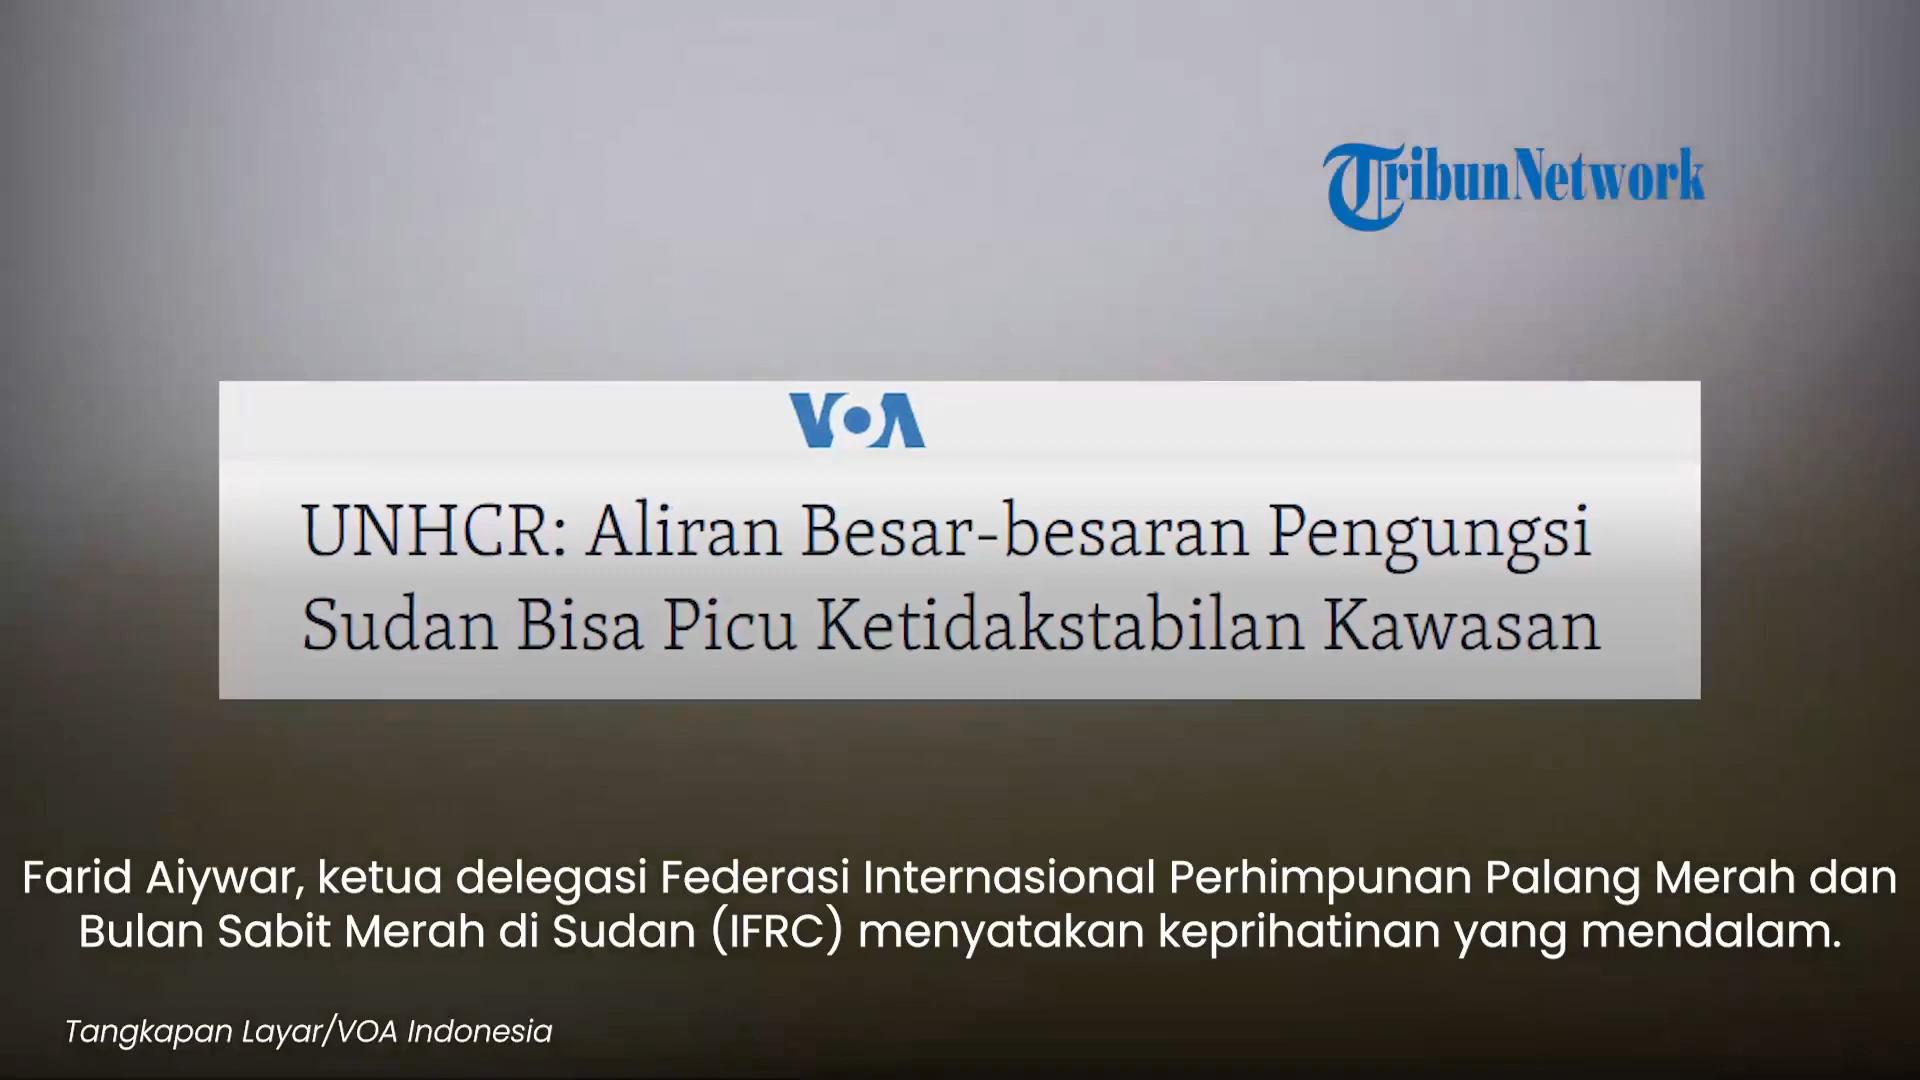 TribunNetwork
VOA
UNHCR: Aliran Besar-besaran Pengungsi
Sudan Bisa Picu Ketidakstabilan Kawasan
Farid Aiywar, ketua delegasi Federasi Internasional Perhimpunan Palang Merah dan
Bulan Sabit Merah di Sudan (IFRC) menyatakan keprihatinan yang mendalam.
Tangkapan Layar/VOA Indonesia